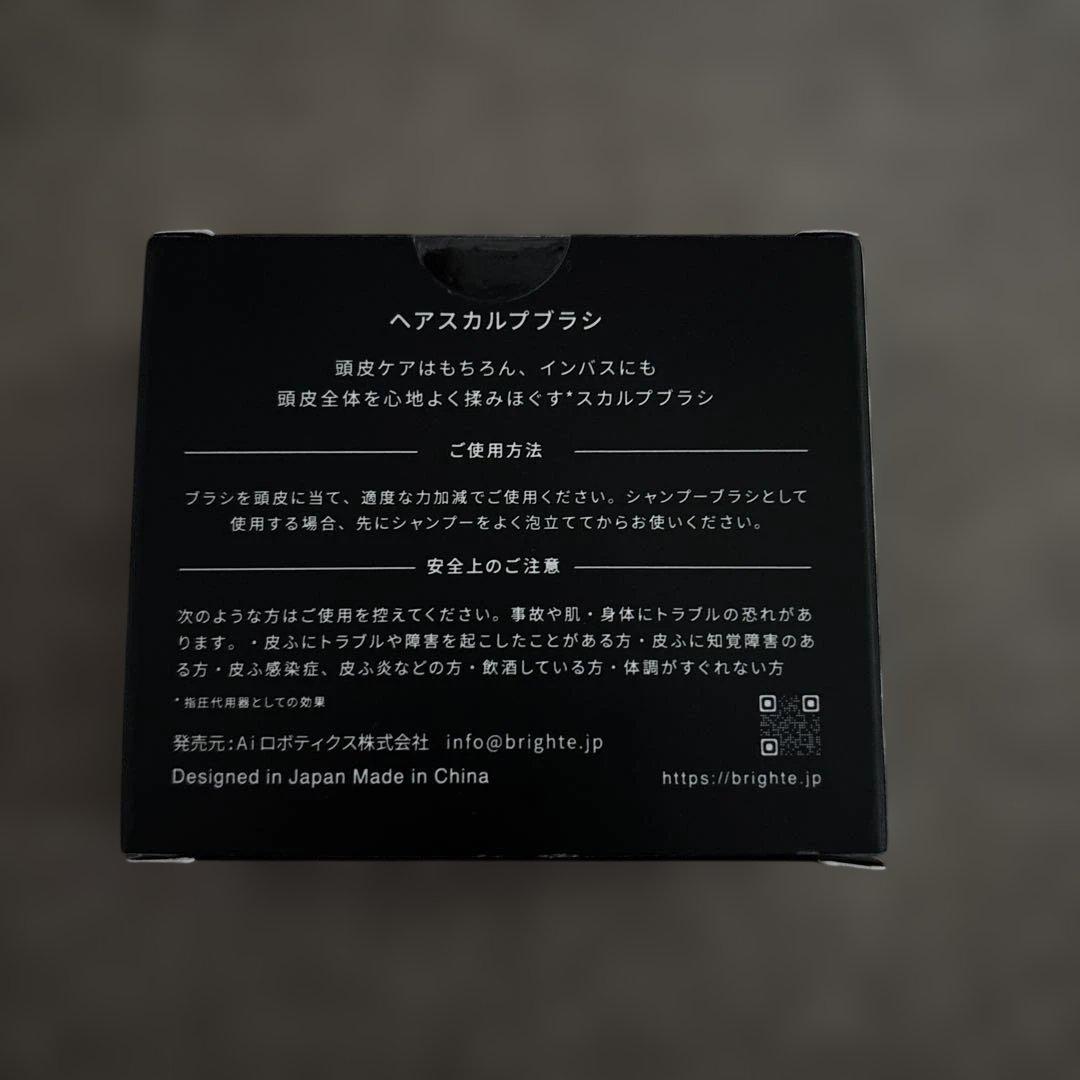 ヘアスカルプブラシ
頭皮ケアはもちろん、インバスにも
頭皮全体を心地よく揉みほぐす*スカルプブラシ
ご使用方法
ブラシを頭皮に当て、適度な力加減でご使用ください。シャンプーブラシとして
使用する場合、先にシャンプーをよく泡立ててからお使いください。
安全上のご注意
次のような方はご使用を控えてください。事故や肌・身体にトラブルの恐れがあ
ります。・皮ふにトラブルや障害を起こしたことがある方・皮ふに知覚障害のあ
る方・皮ふ感染症、皮ふ炎などの方・飲酒している方・体調がすぐれない方
*指圧代用器としての効果
発売元:Aiロボティクス株式会社 info@brighte.jp
Designed in Japan Made in China
https://brighte.jp